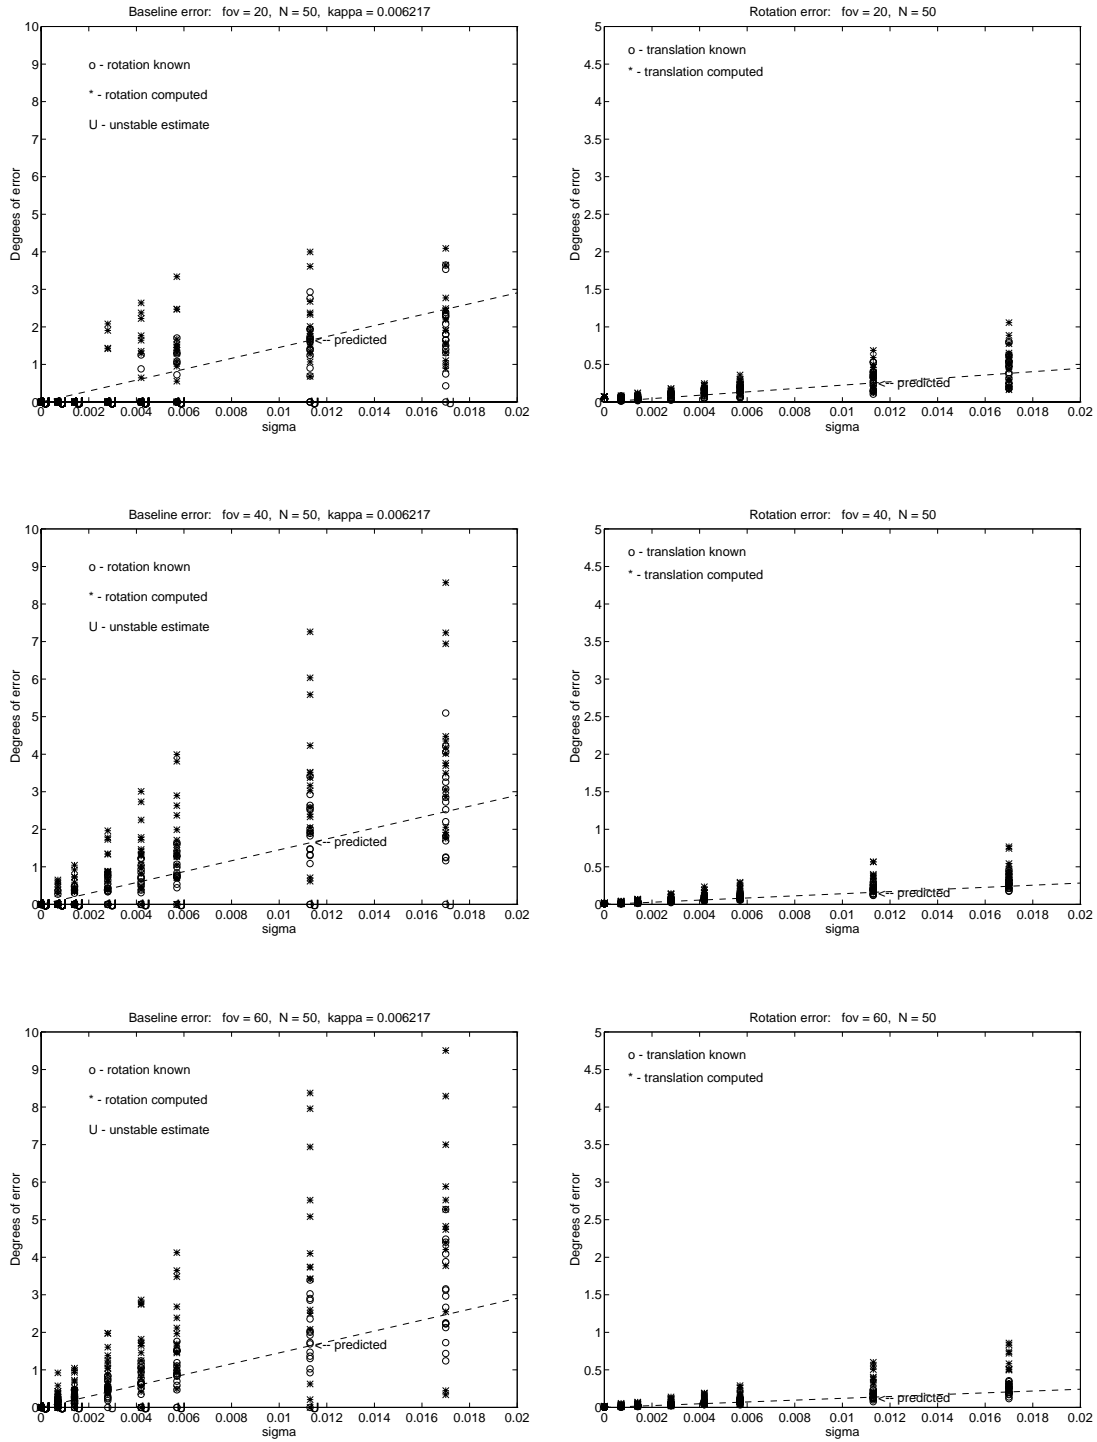 Baseline error: fov = 20, N = 50, kappa = 0.006217
10
9
8
7
6
5
4
3
2
1
0
Degrees of error
o - rotation known
* - rotation computed
U - unstable estimate
<-- predicted
0 0.002 0.004 0.006 0.008 0.01 0.012 0.014 0.016 0.018 0.02
sigma
Rotation error: fov = 20, N = 50
5
4.5
4
3.5
3
2.5
2
1.5
1
0.5
0
Degrees of error
o - translation known
* - translation computed
<-- predicted
0 0.002 0.004 0.006 0.008 0.01 0.012 0.014 0.016 0.018 0.02
sigma
Baseline error: fov = 40, N = 50, kappa = 0.006217
10
9
8
7
6
5
4
3
2
1
0
Degrees of error
o - rotation known
* - rotation computed
U - unstable estimate
<-- predicted
0 0.002 0.004 0.006 0.008 0.01 0.012 0.014 0.016 0.018 0.02
sigma
Rotation error: fov = 40, N = 50
5
4.5
4
3.5
3
2.5
2
1.5
1
0.5
0
Degrees of error
o - translation known
* - translation computed
<-- predicted
0 0.002 0.004 0.006 0.008 0.01 0.012 0.014 0.016 0.018 0.02
sigma
Baseline error: fov = 60, N = 50, kappa = 0.006217
10
9
8
7
6
5
4
3
2
1
0
Degrees of error
o - rotation known
* - rotation computed
U - unstable estimate
<-- predicted
0 0.002 0.004 0.006 0.008 0.01 0.012 0.014 0.016 0.018 0.02
sigma
Rotation error: fov = 60, N = 50
5
4.5
4
3.5
3
2.5
2
1.5
1
0.5
0
Degrees of error
o - translation known
* - translation computed
<-- predicted
0 0.002 0.004 0.006 0.008 0.01 0.012 0.014 0.016 0.018 0.02
sigma